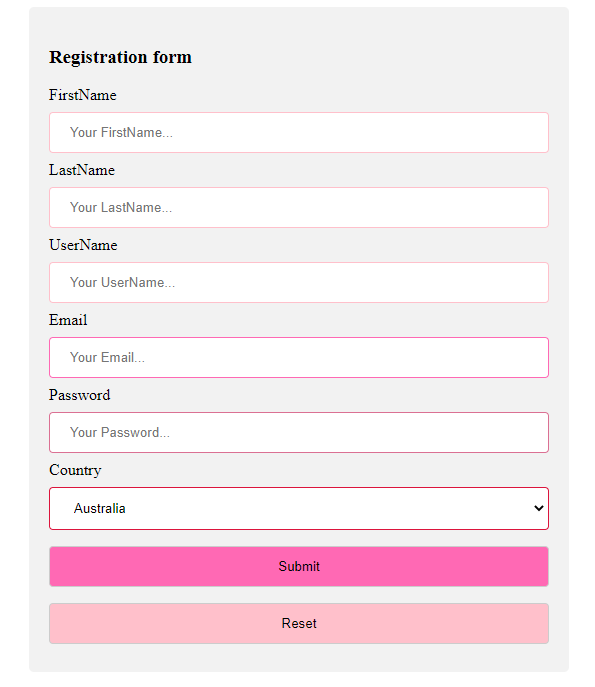 Registration form
FirstName
Your FirstName...
LastName
Your LastName...
UserName
Your UserName...
Email
Your Email...
Password
Your Password...
Country
Australia
Submit
Reset